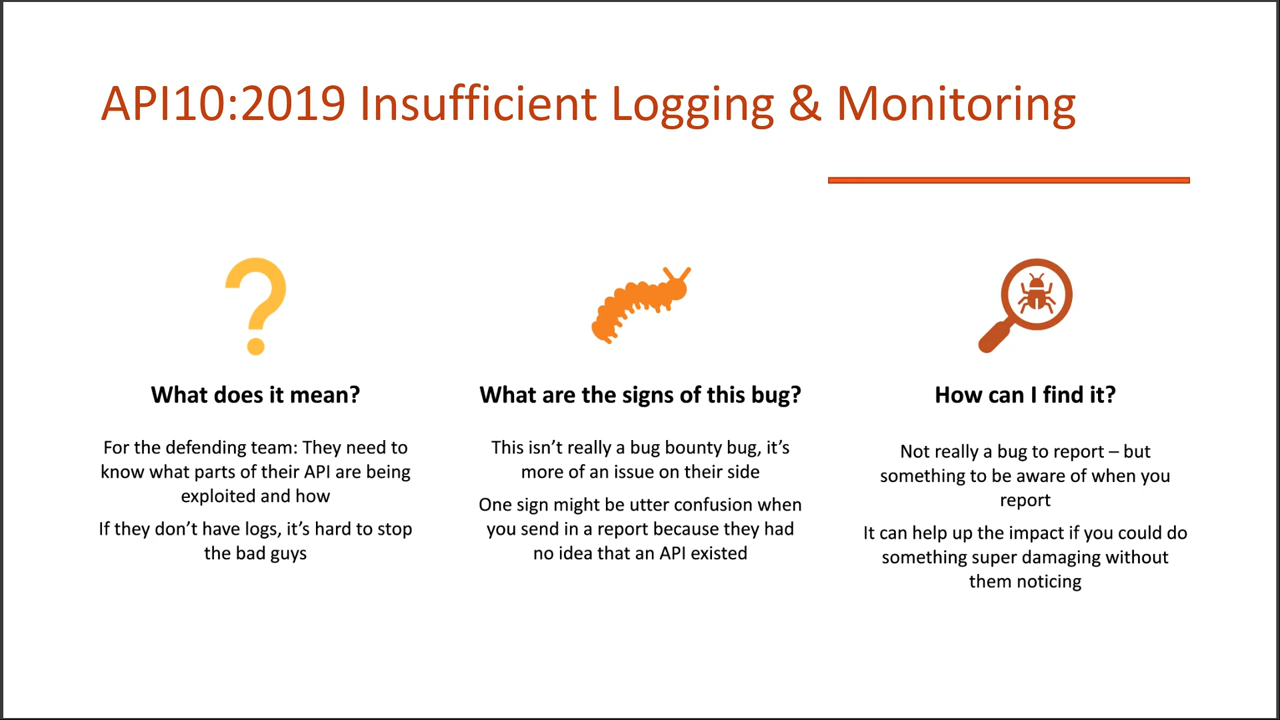 API10:2019 Insufficient Logging & Monitoring
What does it mean?
For the defending team: They need to
know what parts of their API are being
exploited and how
If they don’t have logs, it’s hard to stop
the bad guys
What are the signs of this bug?
This isn’t really a bug bounty bug, it’s
more of an issue on their side
One sign might be utter confusion when
you send in a report because they had
no idea that an API existed
How can I find it?
Not really a bug to report – but
something to be aware of when you
report
It can help up the impact if you could do
something super damaging without
them noticing